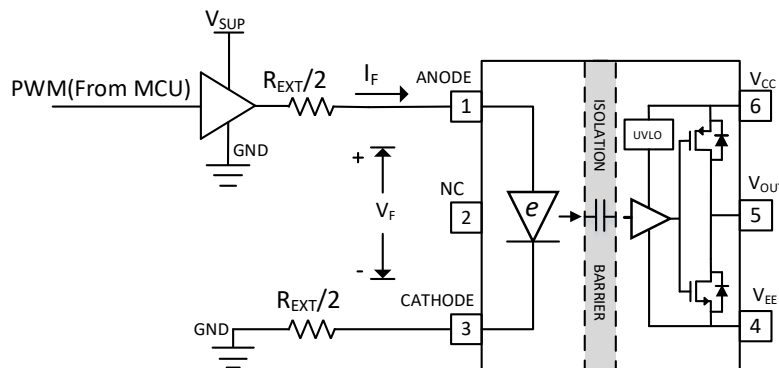 VSUP
PWM(From MCU)
REXT/2
IF
ANODE
1
GND
+
VF
-
NC
2
GND
REXT/2
CATHODE
3
e
ISOLATION
BARRIER
UVLO
VCC
6
VOUT
5
VEE
4